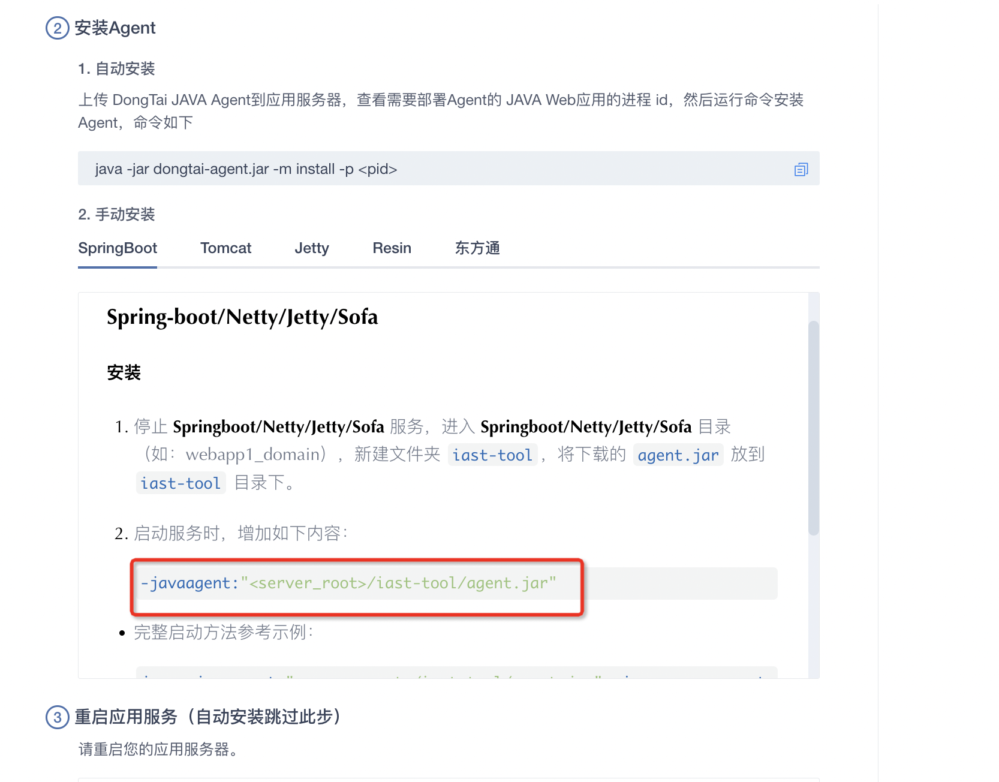 2 安装Agent
1. 自动安装
上传 DongTai JAVA Agent到应用服务器，查看需要部署Agent的 JAVA Web应用的进程 id，然后运行命令安装
Agent，命令如下
java -jar dongtai-agent.jar -m install -p <pid>
2. 手动安装
SpringBoot Tomcat Jetty Resin 东方通
Spring-boot/Netty/Jetty/Sofa
安装
1. 停止 Springboot/Netty/Jetty/Sofa 服务，进入 Springboot/Netty/Jetty/Sofa 目录
（如：webapp1_domain），新建文件夹 iast-tool，将下载的 agent.jar 放到
iast-tool 目录下。
2. 启动服务时，增加如下内容：
-javaagent:"<server_root>/iast-tool/agent.jar"
• 完整启动方法参考示例：
3 重启应用服务（自动安装跳过此步）
请重启您的应用服务器。